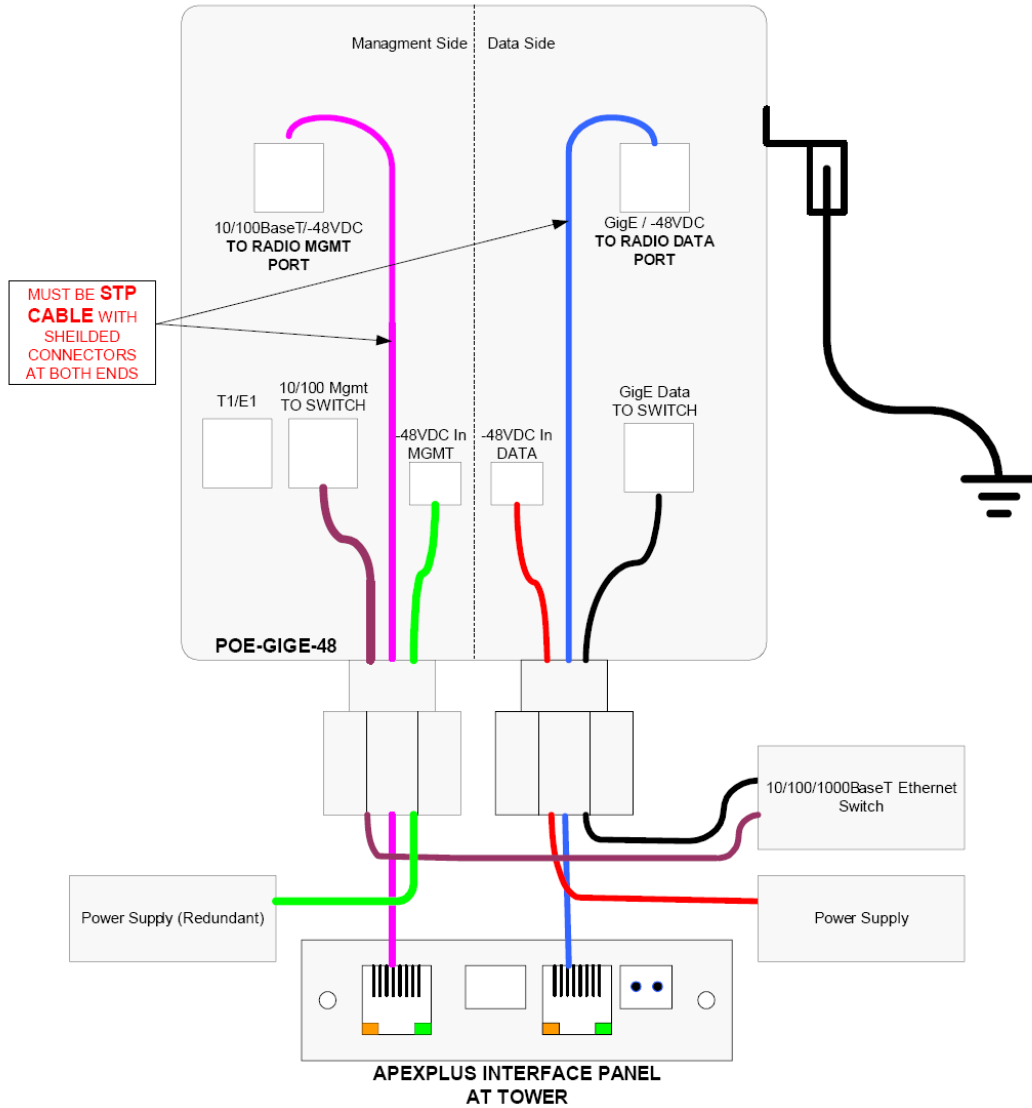 Managment Side
Data Side
10/100BaseT/-48VDC
TO RADIO MGMT
PORT
GigE / -48VDC
TO RADIO DATA
PORT
MUST BE STP
CABLE WITH
SHEILDED
CONNECTORS
AT BOTH ENDS
T1/E1
10/100 Mgmt
TO SWITCH
-48VDC In
MGMT
-48VDC In
DATA
GigE Data
TO SWITCH
POE-GIGE-48
10/100/1000BaseT Ethernet
Switch
Power Supply (Redundant)
Power Supply
APEXPLUS INTERFACE PANEL
AT TOWER